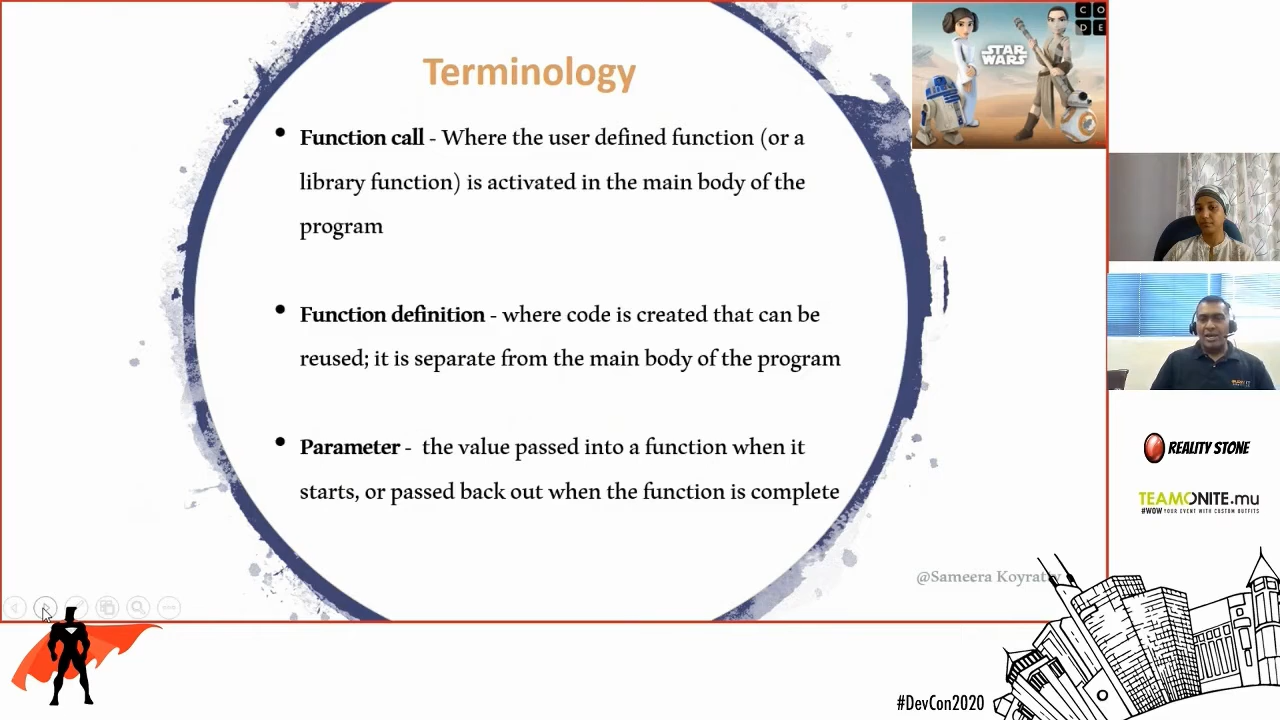 Terminology
• Function call - Where the user defined function (or a
library function) is activated in the main body of the
program
• Function definition - where code is created that can be
reused; it is separate from the main body of the program
• Parameter - the value passed into a function when it
starts, or passed back out when the function is complete
@Sameera Koyratty
STAR
WARS
C O
D E
REALITY STONE
TEAMONITE.mu
#WOW YOUR EVENT WITH CUSTOM OUTFITS
#DevCon2020